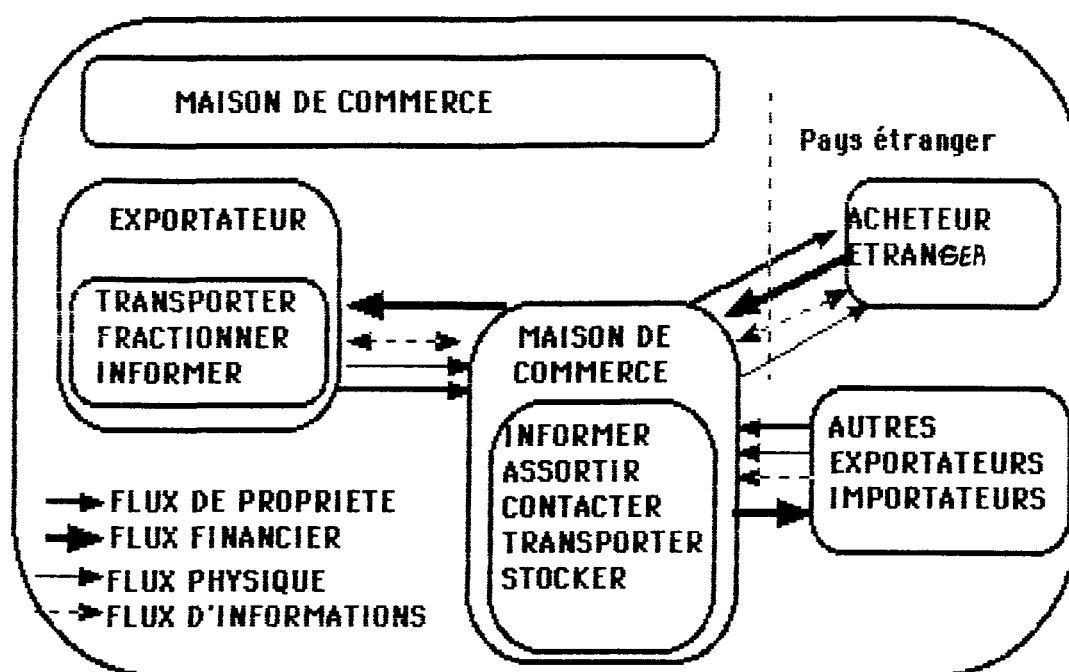 MAISON DE COMMERCE
Pays étranger
EXPORTATEUR
TRANSPORTER
FRACTIONNER
INFORMER
ACHETEUR
ETRANGER
MAISON DE
COMMERCE
INFORMER
ASSORTIR
CONTACTER
TRANSPORTER
STOCKER
AUTRES
EXPORTATEURS
IMPORTATEURS
FLUX DE PROPRIETE
FLUX FINANCIER
FLUX PHYSIQUE
FLUX D'INFORMATIONS